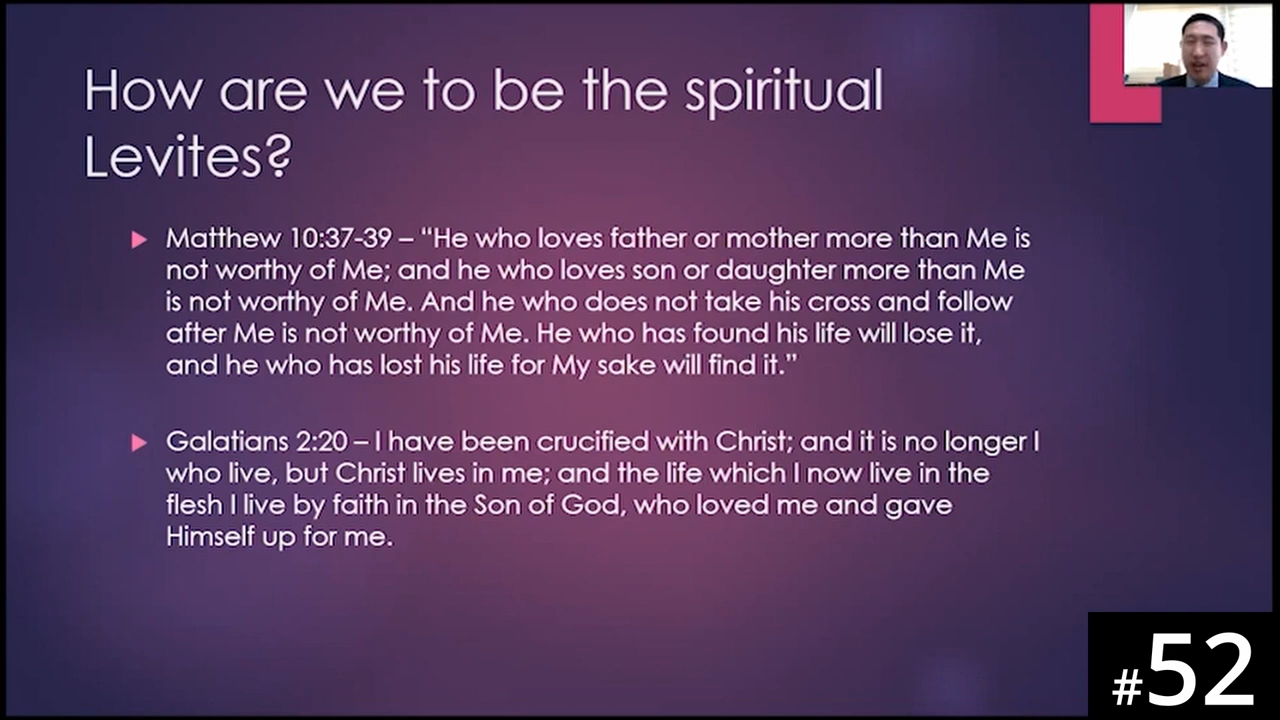 How are we to be the spiritual
Levites?
Matthew 10:37-39 – “He who loves father or mother more than Me is
not worthy of Me; and he who loves son or daughter more than Me
is not worthy of Me. And he who does not take his cross and follow
after Me is not worthy of Me. He who has found his life will lose it,
and he who has lost his life for My sake will find it.”
Galatians 2:20 – I have been crucified with Christ; and it is no longer I
who live, but Christ lives in me; and the life which I now live in the
flesh I live by faith in the Son of God, who loved me and gave
Himself up for me.
#52